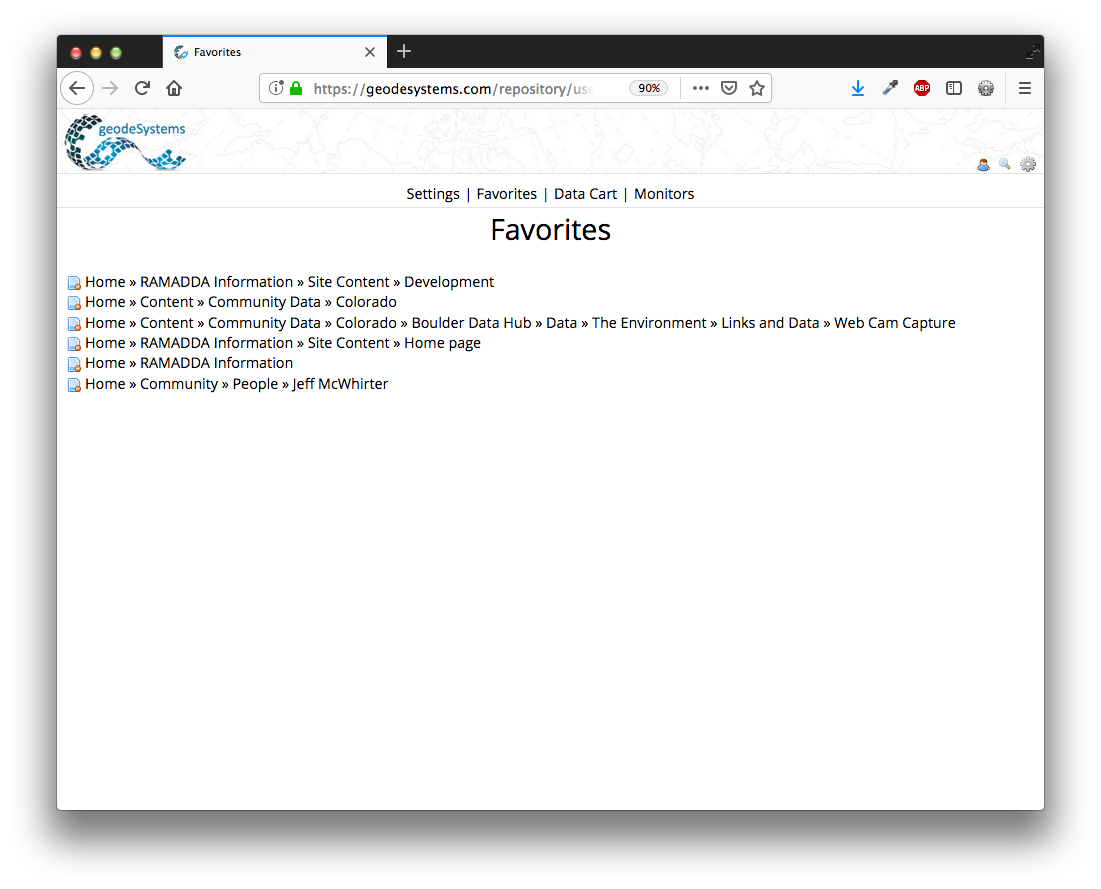 Favorites
https://geodesystems.com/repository/use
90%
ABP
geodeSystems
Settings | Favorites | Data Cart | Monitors
Favorites
Home » RAMADDA Information » Site Content » Development
Home » Content » Community Data » Colorado
Home » Content » Community Data » Colorado » Boulder Data Hub » Data » The Environment » Links and Data » Web Cam Capture
Home » RAMADDA Information » Site Content » Home page
Home » RAMADDA Information
Home » Community » People » Jeff McWhirter